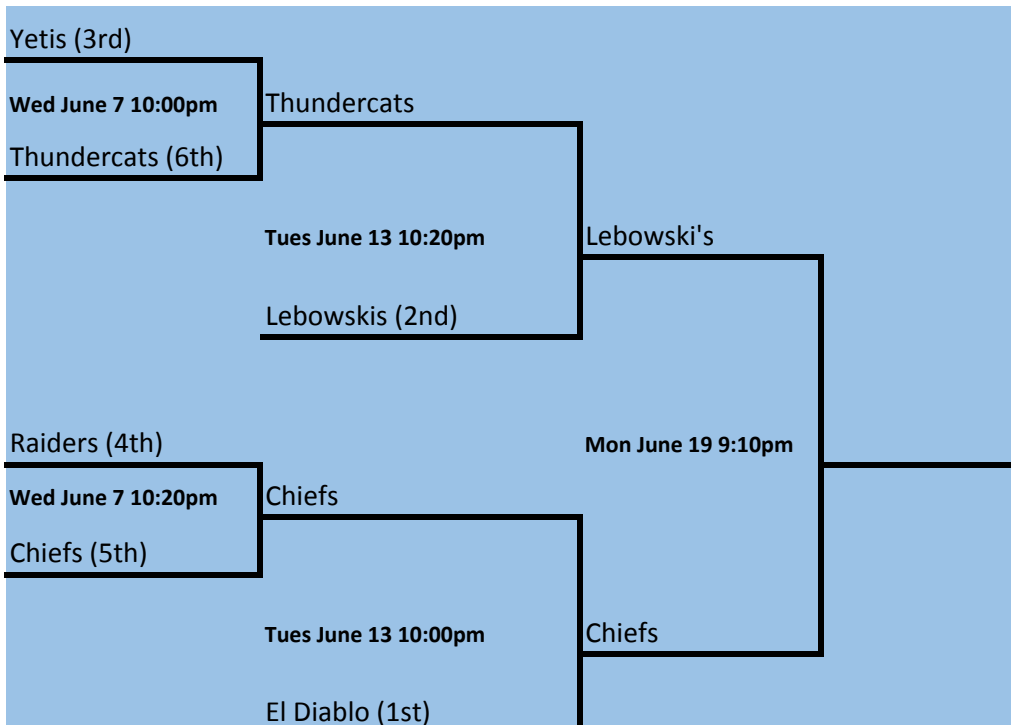 Yetis (3rd)
Wed June 7 10:00pm
Thundercats
Thundercats (6th)
Tues June 13 10:20pm
Lebowski's
Lebowskis (2nd)
Raiders (4th)
Mon June 19 9:10pm
Wed June 7 10:20pm
Chiefs
Chiefs (5th)
Tues June 13 10:00pm
Chiefs
El Diablo (1st)